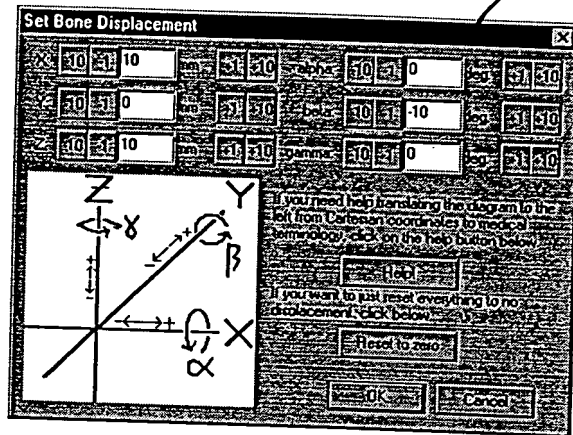 Set Bone Displacement
X -10 -1 10 mm +1 +10 alpha -10 -1 0 deg +1 +10
Y -10 -1 0 mm +1 +10 beta -10 -1 -10 deg +1 +10
Z -10 -1 10 mm +1 +10 gamma -10 -1 0 deg +1 +10
Z
Y
γ
β
X
α
If you need help translating the diagram to the
left from Cartenan coordinates to medical
terminology, click on the help button below.
Help!
If you want to just reset everything to no
displacement, click below.
Reset to zero
OK Cancel